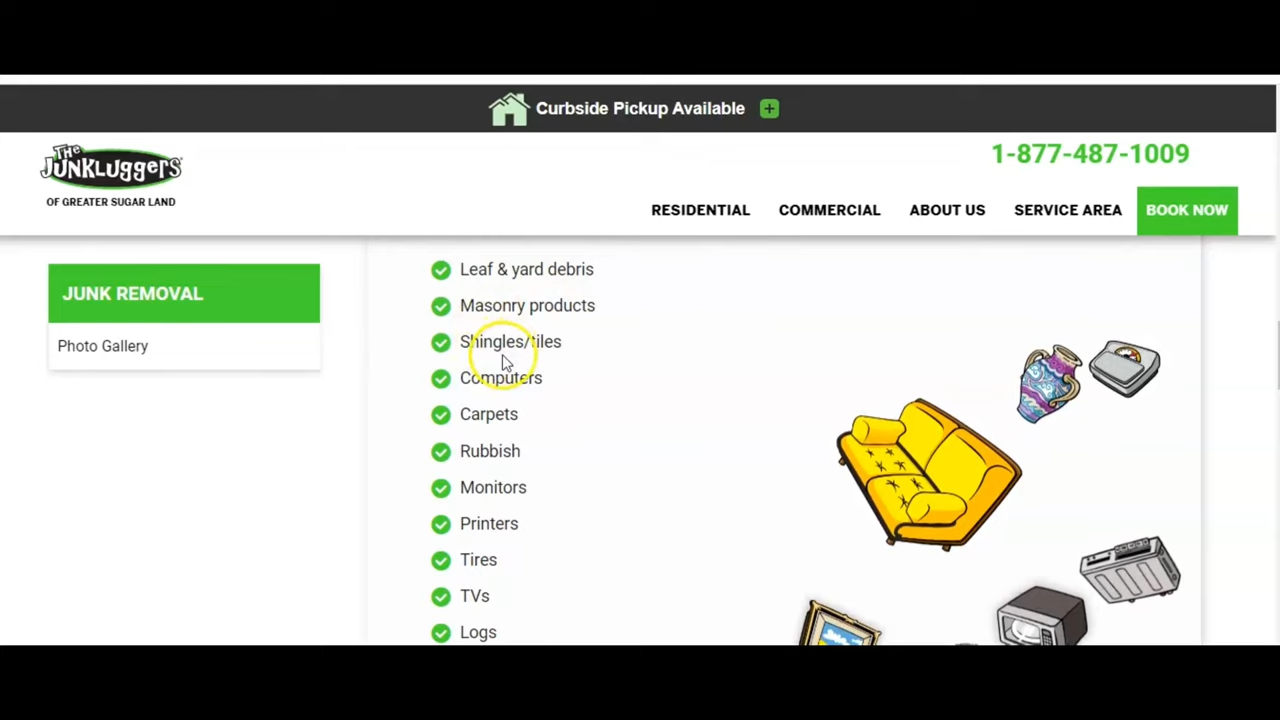 Curbside Pickup Available
THE
JUNKLUGGERS
OF GREATER SUGAR LAND
1-877-487-1009
RESIDENTIAL COMMERCIAL ABOUT US SERVICE AREA BOOK NOW
JUNK REMOVAL
Photo Gallery
Leaf & yard debris
Masonry products
Shingles/tiles
Computers
Carpets
Rubbish
Monitors
Printers
Tires
TVs
Logs